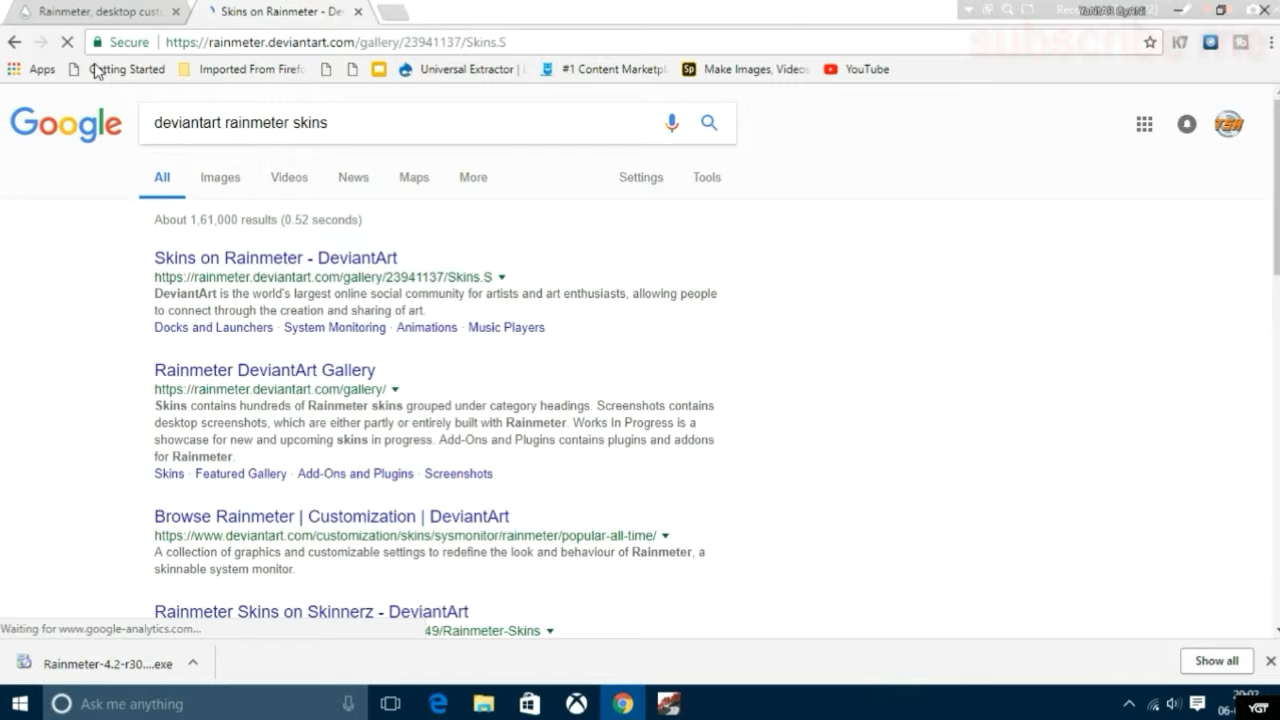 Rainmeter, desktop cust
Skins on Rainmeter - De
Secure
https://rainmeter.deviantart.com/gallery/23941137/Skins.S
Apps
Getting Started
Imported From Firef
Universal Extractor |
#1 Content Marketpl
Sp
Make Images, Videos
YouTube
Google
deviantart rainmeter skins
TSH
All Images Videos News Maps More Settings Tools
About 1,61,000 results (0.52 seconds)
Skins on Rainmeter - DeviantArt
https://rainmeter.deviantart.com/gallery/23941137/Skins.S
DeviantArt is the world's largest online social community for artists and art enthusiasts, allowing people
to connect through the creation and sharing of art.
Docks and Launchers · System Monitoring · Animations · Music Players
Rainmeter DeviantArt Gallery
https://rainmeter.deviantart.com/gallery/
Skins contains hundreds of Rainmeter skins grouped under category headings. Screenshots contains
desktop screenshots, which are either partly or entirely built with Rainmeter. Works In Progress is a
showcase for new and upcoming skins in progress. Add-Ons and Plugins contains plugins and addons
for Rainmeter.
Skins · Featured Gallery · Add-Ons and Plugins · Screenshots
Browse Rainmeter | Customization | DeviantArt
https://www.deviantart.com/customization/skins/sysmonitor/rainmeter/popular-all-time/
A collection of graphics and customizable settings to redefine the look and behaviour of Rainmeter, a
skinnable system monitor.
Rainmeter Skins on Skinnerz - DeviantArt
49/Rainmeter-Skins
Waiting for www.google-analytics.com...
Rainmeter-4.2-r30....exe
Show all
Ask me anything
20:02
06-
YGT